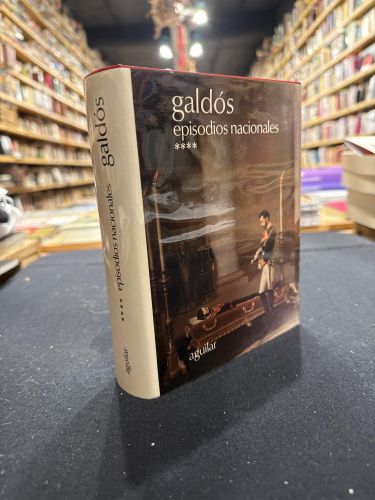 galdós
episodios nacionales
****
aguilar
galdós
episodios nacionales
****
aguilar